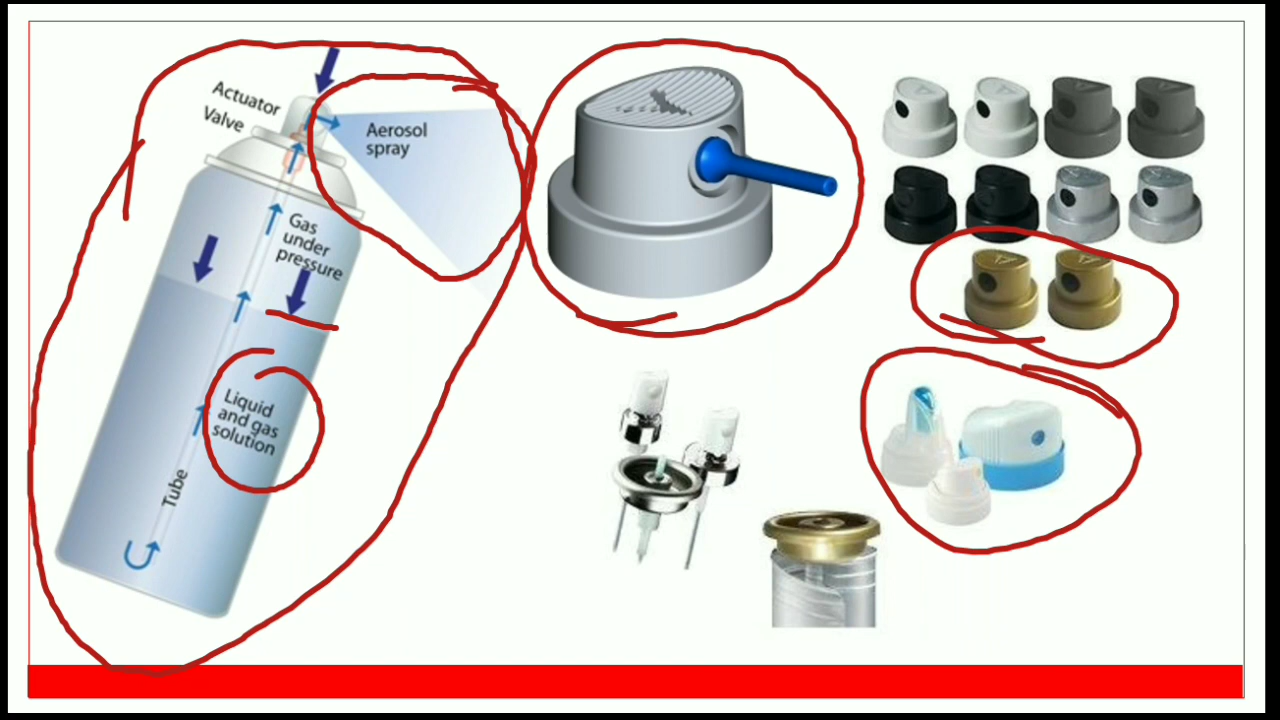 Actuator
Valve
Aerosol
spray
Gas
under
pressure
Liquid
and gas
solution
Tube